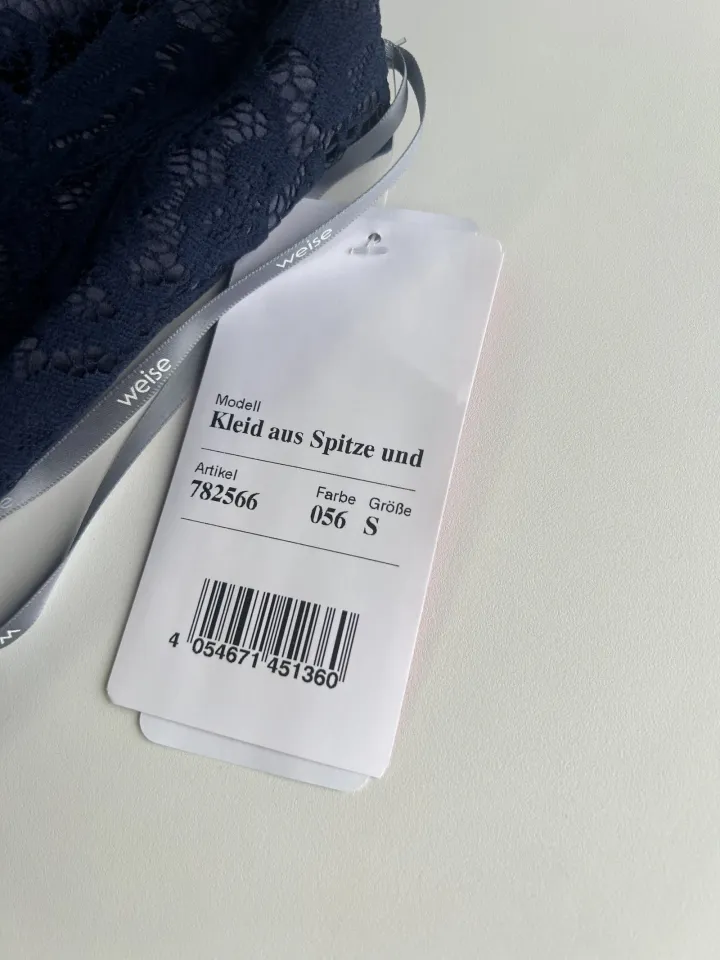 weise
weise
Modell
Kleid aus Spitze und
Artikel Farbe Größe
782566 056 S
4 054671 451360